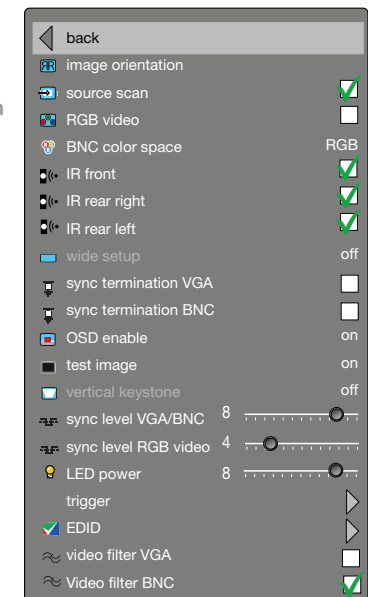 back
image orientation
source scan
RGB video
BNC color space RGB
IR front
IR rear right
IR rear left
wide setup off
sync termination VGA
sync termination BNC
OSD enable on
test image on
vertical keystone off
sync level VGA/BNC 8
sync level RGB video 4
LED power 8
trigger
EDID
video filter VGA
Video filter BNC